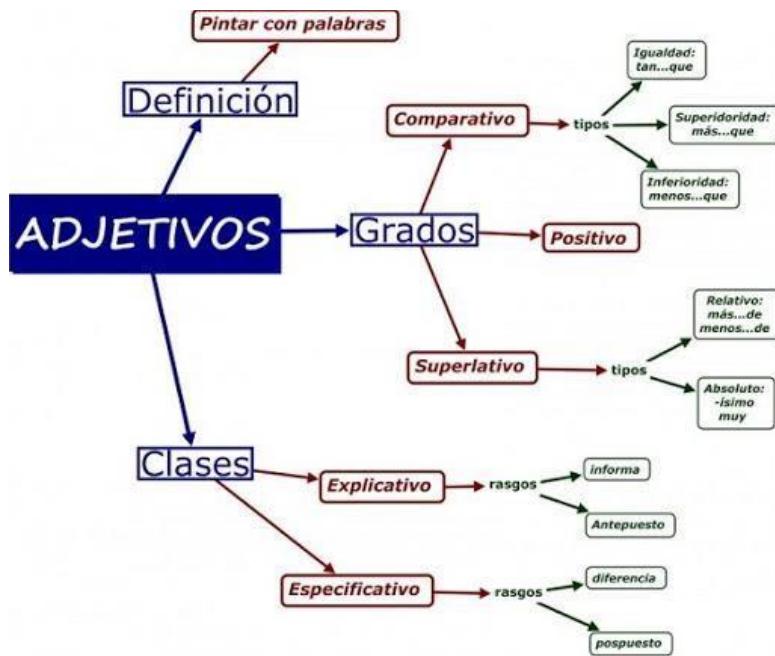 Pintar con palabras
Definición
ADJETIVOS
Grados
Comparativo
tipos
Igualdad:
tan...que
Superidoridad:
más...que
Inferioridad:
menos...que
Positivo
Superlativo
tipos
Relativo:
más...de
menos...de
Absoluto:
-ísimo
muy
Clases
Explicativo
rasgos
informa
Antepuesto
Especificativo
rasgos
diferencia
pospuesto